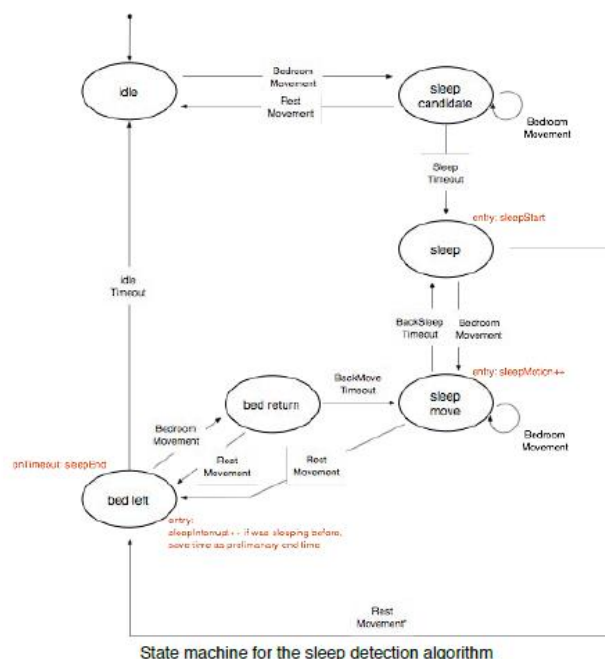 idle
Bedroom
Movement
Rest
Movement
sleep
candidate
Bedroom
Movement
Sleep
Timeout
entry: sleepStart
sleep
idle
Timeout
BackSleep
Timeout
Bedroom
Movement
entry: sleepMotion++
BackMove
Timeout
sleep
move
bed return
Bedroom
Movement
Bedroom
Movement
Rest
Movement
Rest
Movement
onTimeout: sleepEnd
bed left
entry:
sleepInterrupt++ if was sleeping before,
save time as preliminary end time
Rest
Movement*
State machine for the sleep detection algorithm